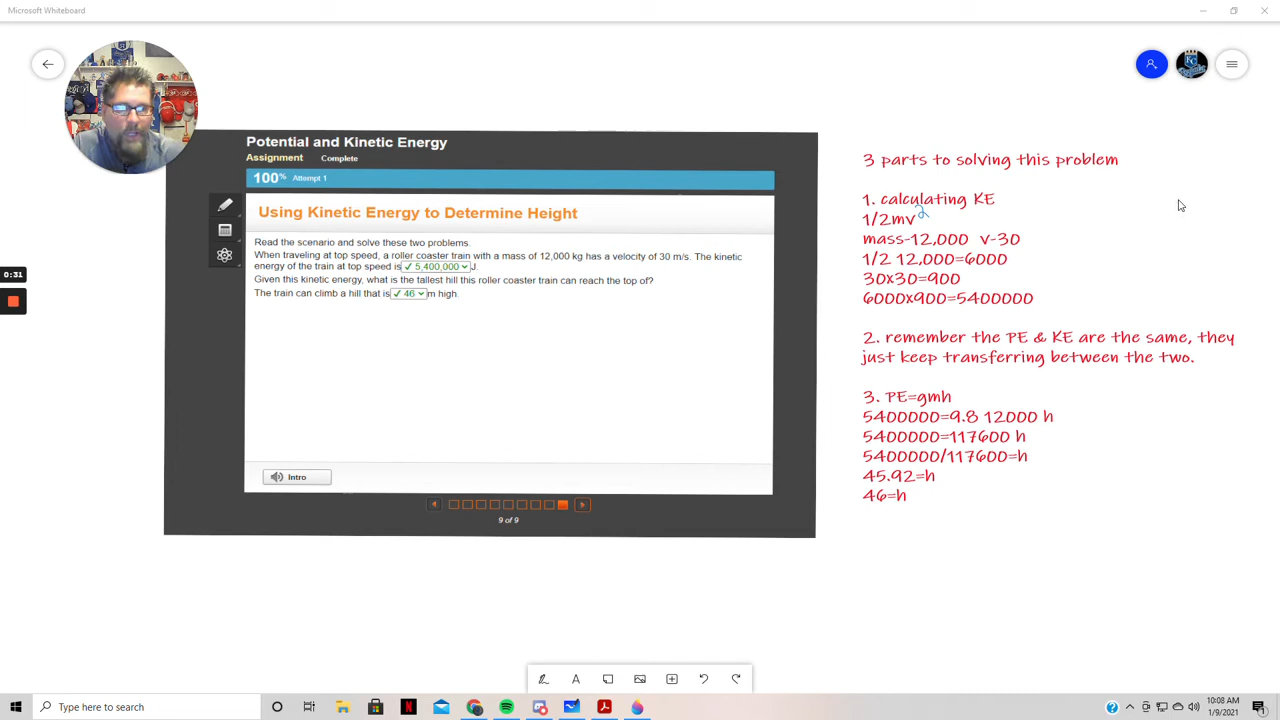 Microsoft Whiteboard
Potential and Kinetic Energy
Assignment Complete
100% Attempt 1
Using Kinetic Energy to Determine Height
Read the scenario and solve these two problems.
When traveling at top speed, a roller coaster train with a mass of 12,000 kg has a velocity of 30 m/s. The kinetic
energy of the train at top speed is ✓ 5,400,000 J.
Given this kinetic energy, what is the tallest hill this roller coaster train can reach the top of?
The train can climb a hill that is ✓ 46 m high.
Intro
9 of 9
0:31
3 parts to solving this problem
1. calculating KE
1/2mv2
mass-12,000 v-30
1/2 12,000=6000
30x30=900
6000x900=5400000
2. remember the PE & KE are the same, they
just keep transferring between the two.
3. PE=gmh
5400000=9.8 12000 h
5400000=117600 h
5400000/117600=h
45.92=h
46=h
Type here to search
10:08 AM
1/9/2021